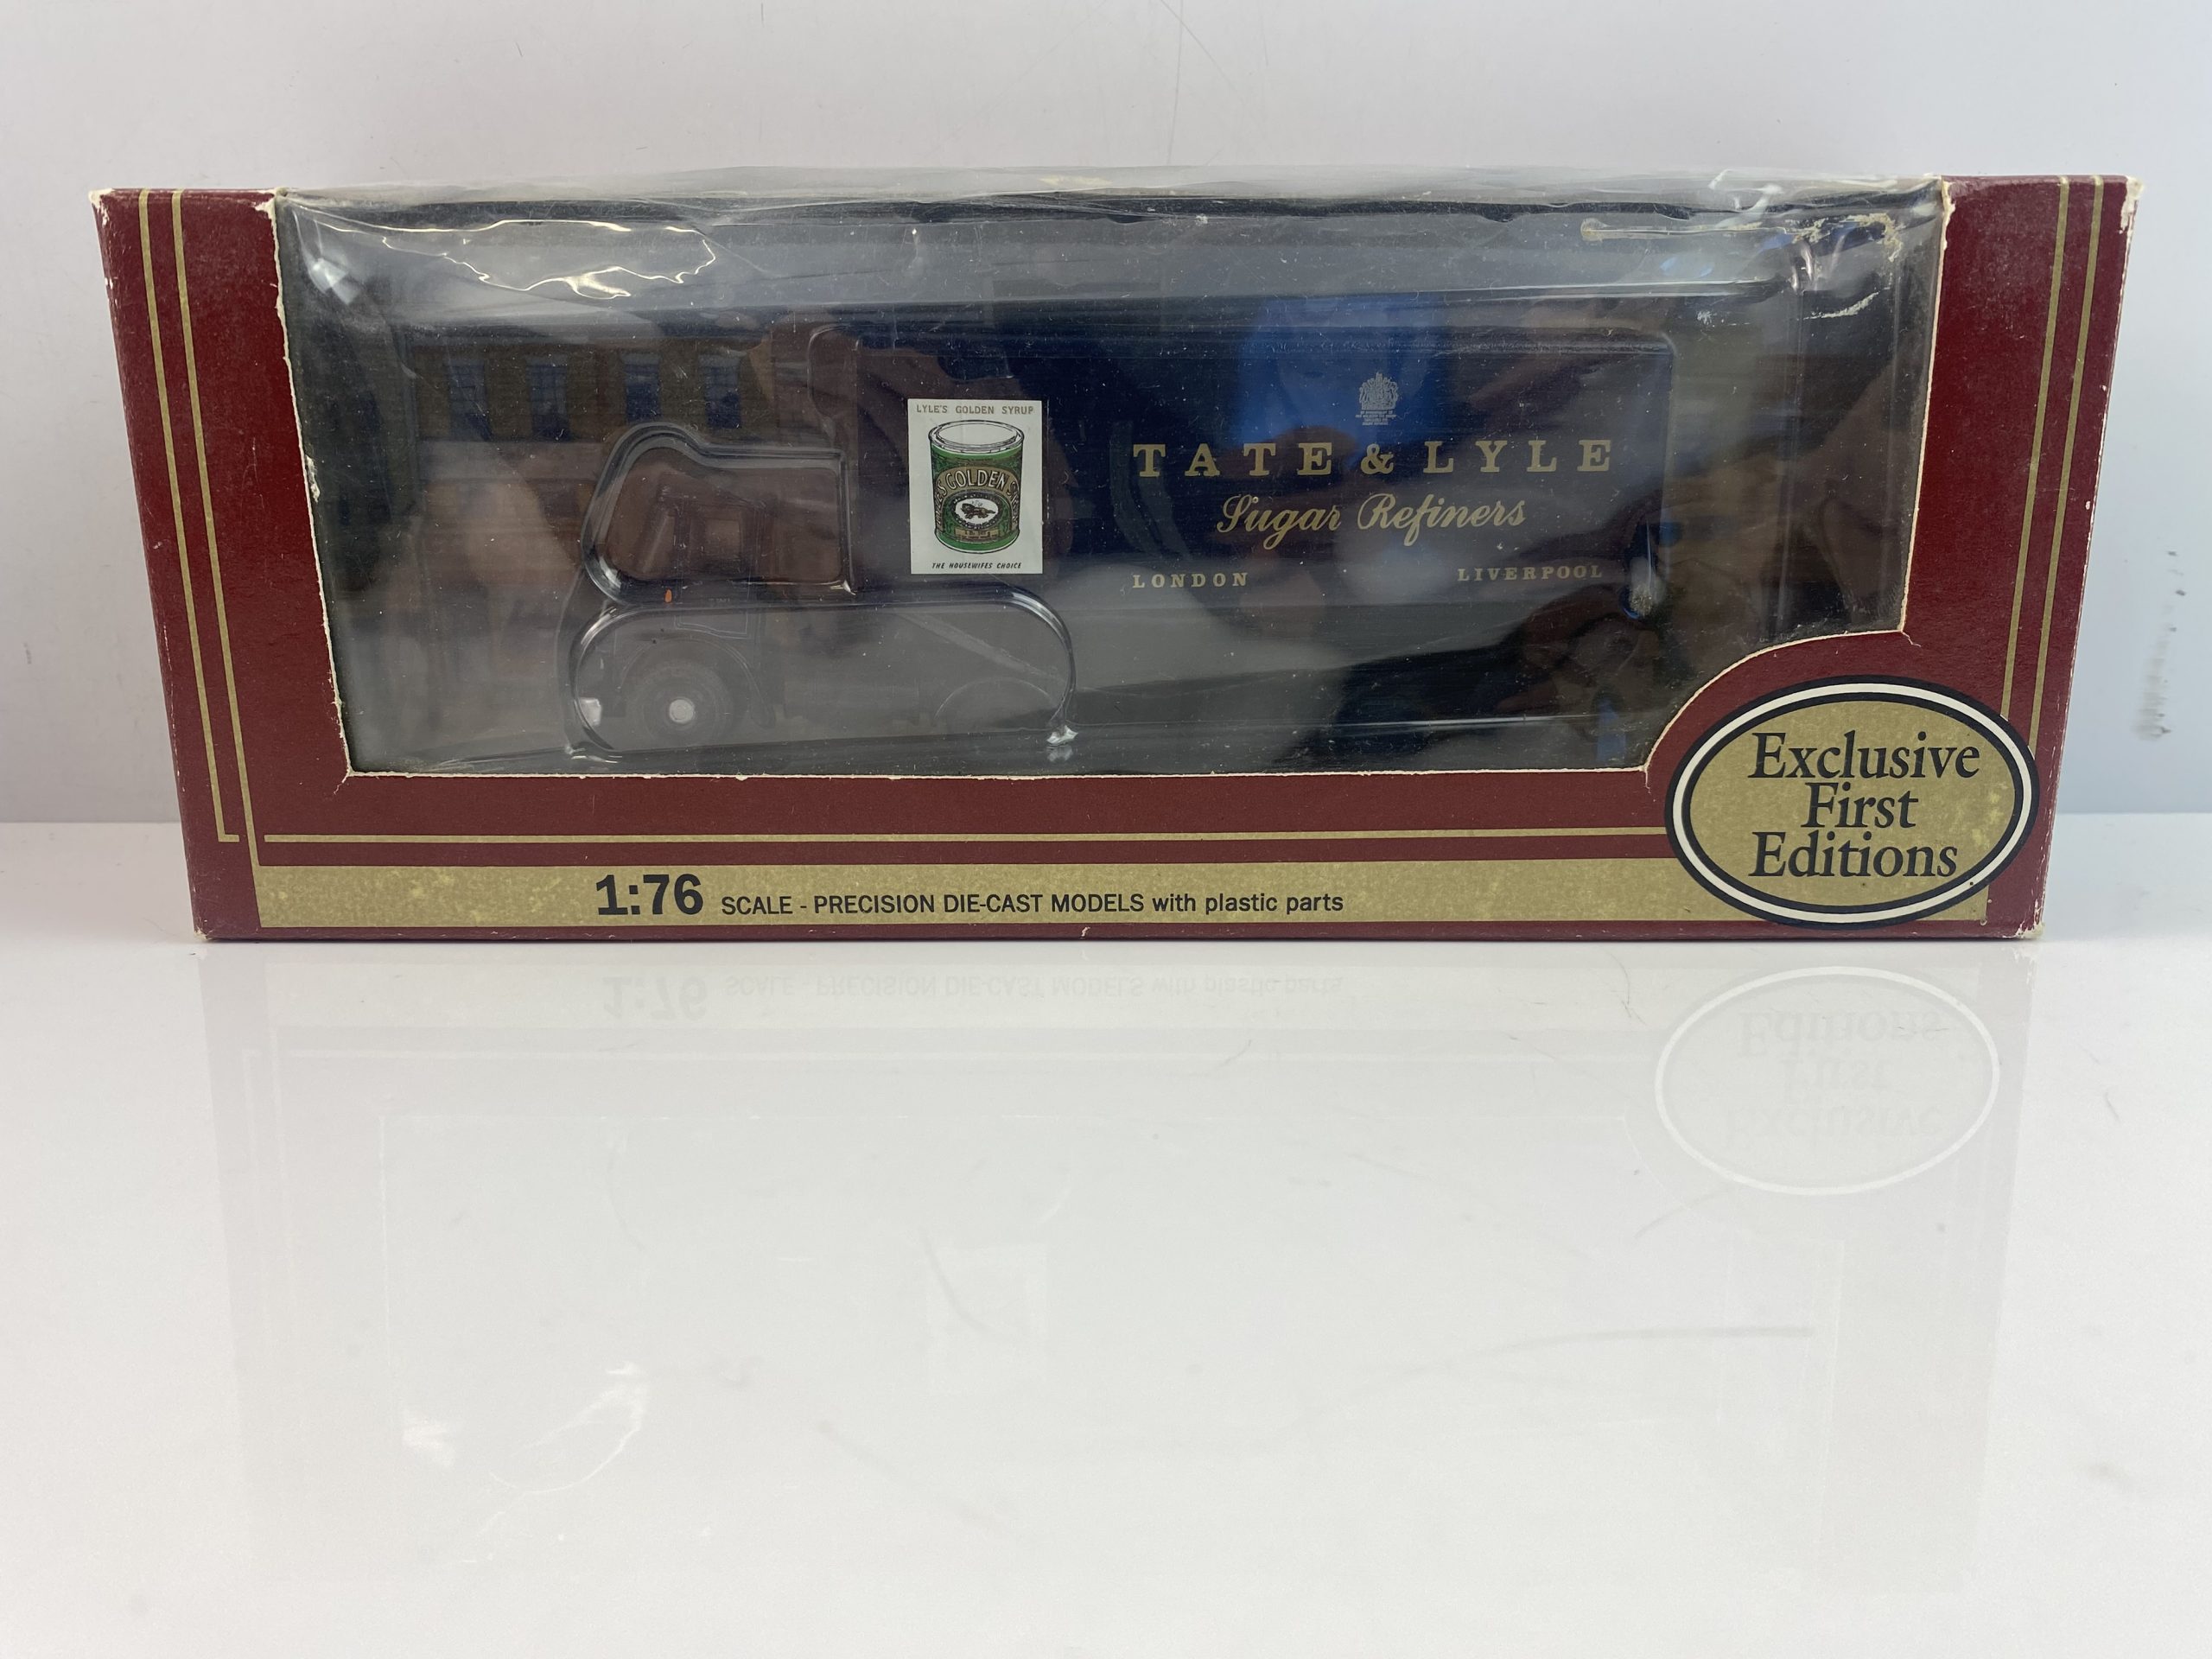 LYLE'S GOLDEN SYRUP
GOLDEN
THE HOUSEWIFES CHOICE
TATE & LYLE
Sugar Refiners
LONDON LIVERPOOL
Exclusive
First
Editions
1:76 SCALE - PRECISION DIE-CAST MODELS with plastic parts